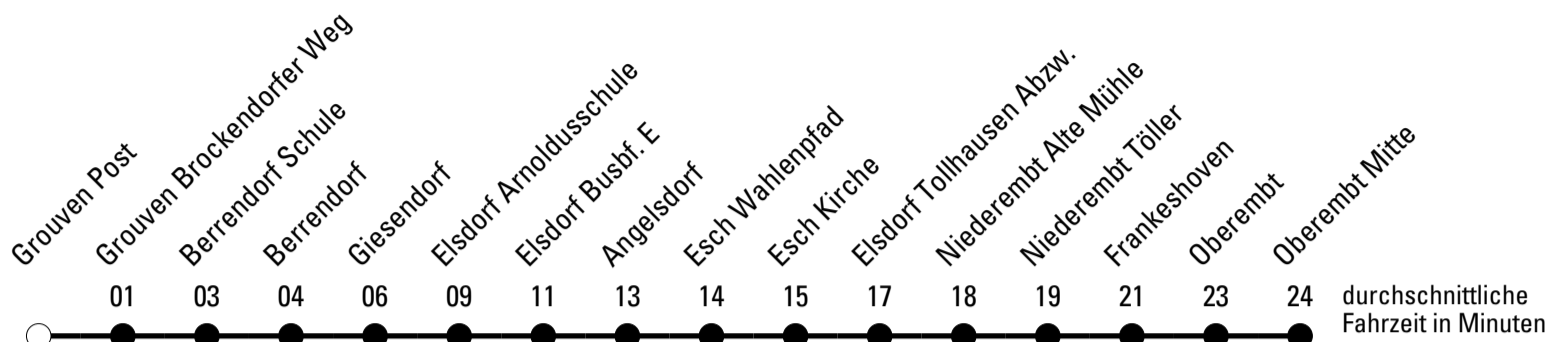 Grouven Post
Grouven Brockendorfer Weg
Berrendorf Schule
Berrendorf
Giesendorf
Elsdorf Arnoldusschule
Elsdorf Busbf. E
Angelsdorf
Esch Wahlenpfad
Esch Kirche
Elsdorf Tollhausen Abzw.
Niederembt Alte Mühle
Niederembt Töller
Frankeshoven
Oberembt
Oberembt Mitte
01 03 04 06 09 11 13 14 15 17 18 19 21 23 24 durchschnittliche
Fahrzeit in Minuten